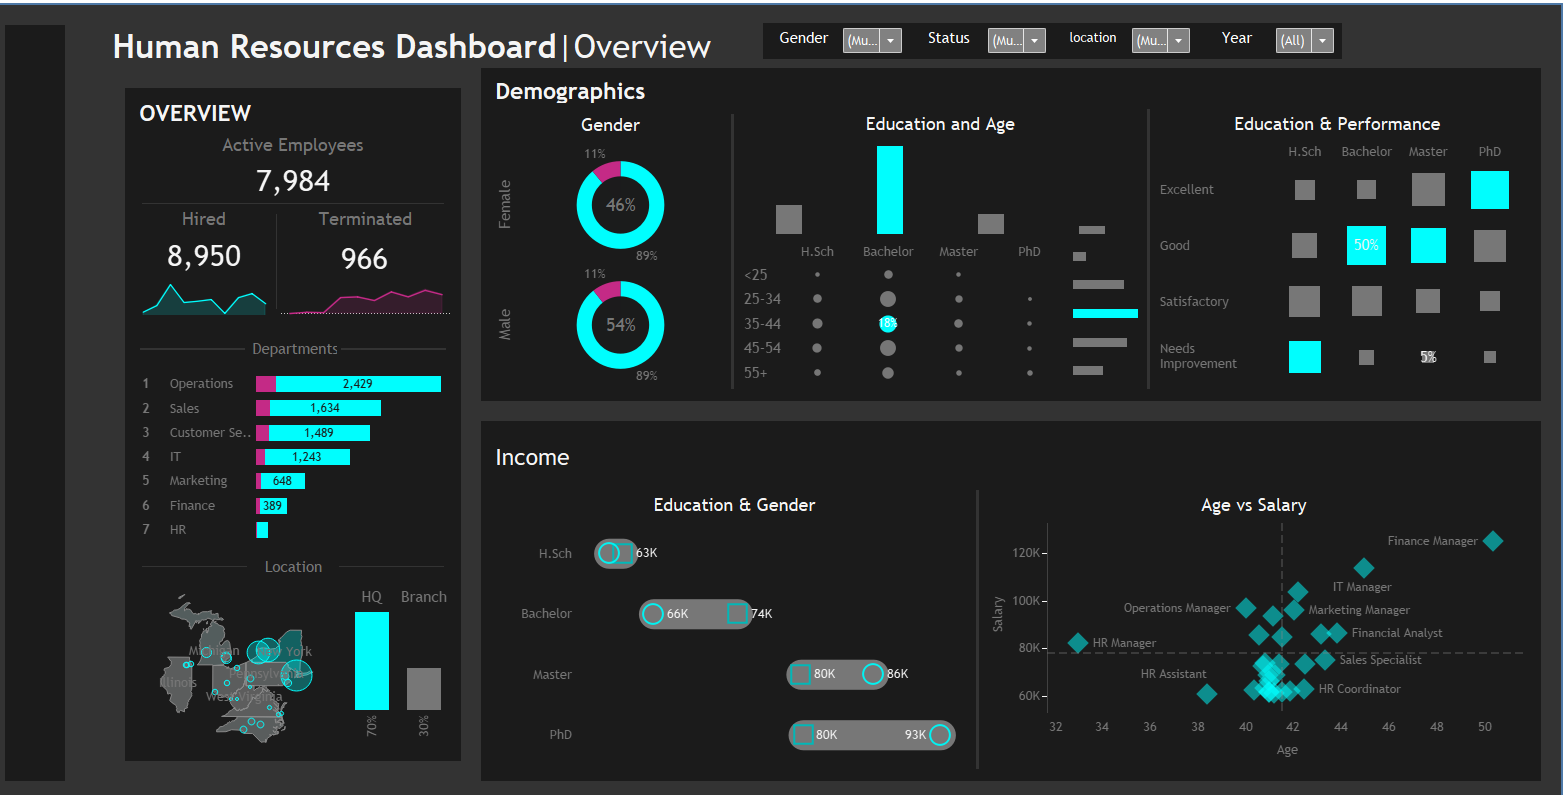 Human Resources Dashboard|Overview
Gender (Mu... Status (Mu... location (Mu... Year (All)
OVERVIEW
Active Employees
7,984
Hired Terminated
8,950 966
Departments
1 Operations 2,429
2 Sales 1,634
3 Customer Se.. 1,489
4 IT 1,243
5 Marketing 648
6 Finance 389
7 HR
Location
HQ Branch
Michigan New York
Illinois Pennsylvania
West Virginia
70% 30%
Demographics
Gender
Female
11%
46%
89%
Male
11%
54%
89%
Education and Age
H.Sch Bachelor Master PhD
<25
25-34
35-44 18%
45-54
55+
Education & Performance
H.Sch Bachelor Master PhD
Excellent
Good 50%
Satisfactory
Needs
Improvement 5%
Income
Education & Gender
H.Sch 63K
Bachelor 66K 74K
Master 80K 86K
PhD 80K 93K
Age vs Salary
Salary
120K
100K
80K
60K
Finance Manager
IT Manager
Operations Manager Marketing Manager
HR Manager Financial Analyst
HR Assistant Sales Specialist
HR Coordinator
32 34 36 38 40 42 44 46 48 50
Age